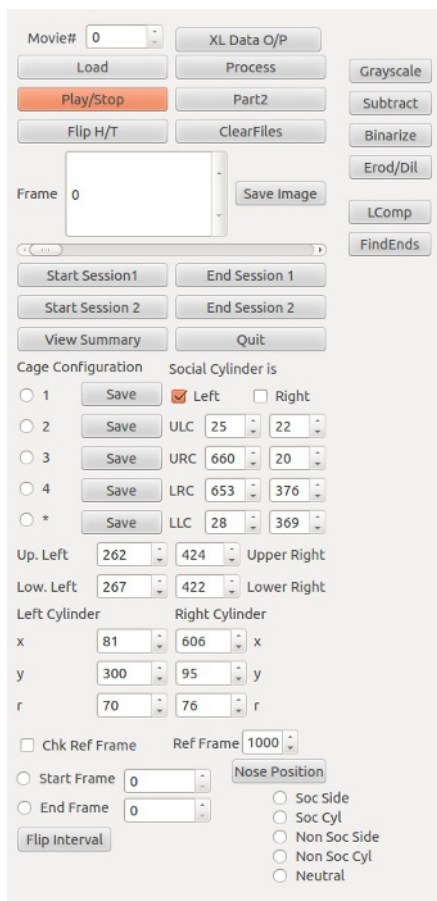 Movie# 0 XL Data O/P
Load Process Grayscale
Play/Stop Part2 Subtract
Flip H/T ClearFiles Binarize
Erod/Dil
Frame 0 Save Image
LComp
FindEnds
Start Session1 End Session 1
Start Session 2 End Session 2
View Summary Quit
Cage Configuration Social Cylinder is
1 Save Left Right
2 Save ULC 25 22
3 Save URC 660 20
4 Save LRC 653 376
* Save LLC 28 369
Up. Left 262 424 Upper Right
Low. Left 267 422 Lower Right
Left Cylinder Right Cylinder
x 81 606 x
y 300 95 y
r 70 76 r
Chk Ref Frame Ref Frame 1000
Start Frame 0 Nose Position
End Frame 0 Soc Side
Soc Cyl
Flip Interval Non Soc Side
Non Soc Cyl
Neutral